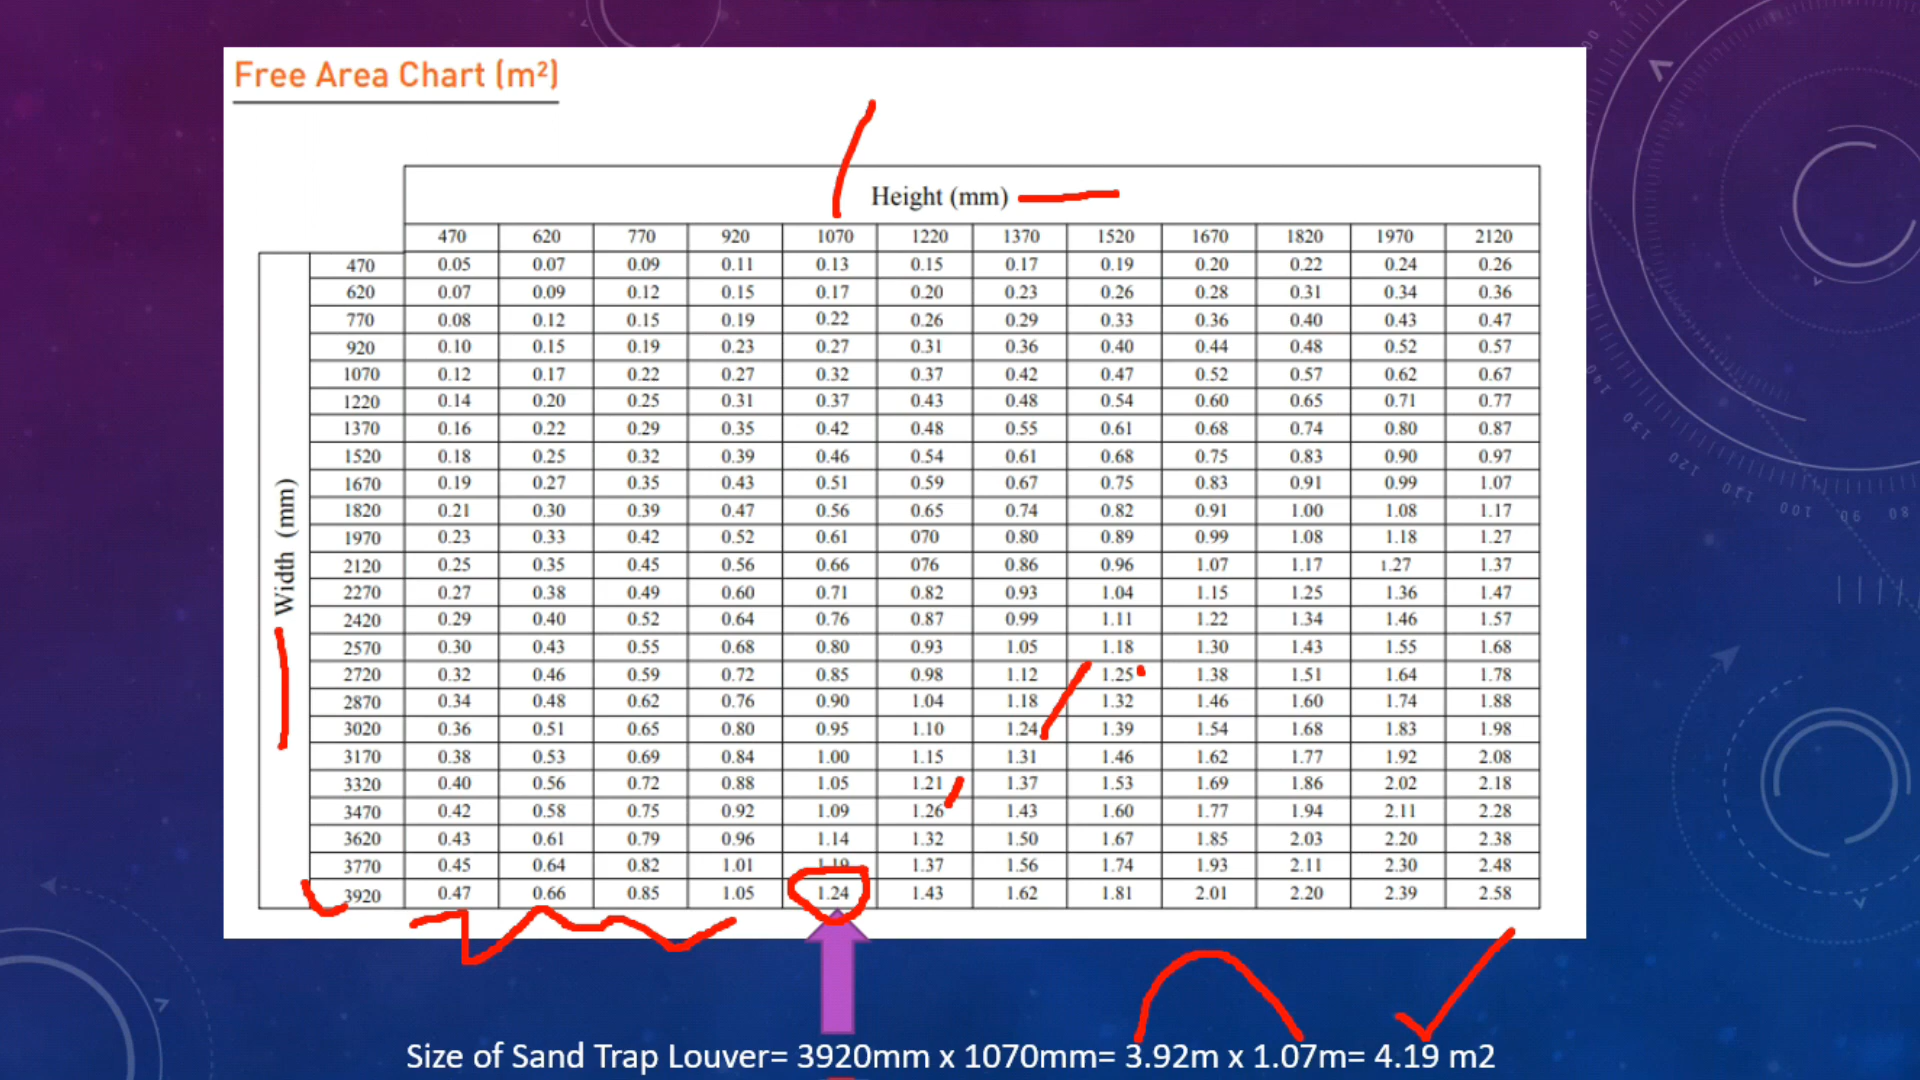 Free Area Chart (m²)
Height (mm)
470 620 770 920 1070 1220 1370 1520 1670 1820 1970 2120
Width (mm)
470 0.05 0.07 0.09 0.11 0.13 0.15 0.17 0.19 0.20 0.22 0.24 0.26
620 0.07 0.09 0.12 0.15 0.17 0.20 0.23 0.26 0.28 0.31 0.34 0.36
770 0.08 0.12 0.15 0.19 0.22 0.26 0.29 0.33 0.36 0.40 0.43 0.47
920 0.10 0.15 0.19 0.23 0.27 0.31 0.36 0.40 0.44 0.48 0.52 0.57
1070 0.12 0.17 0.22 0.27 0.32 0.37 0.42 0.47 0.52 0.57 0.62 0.67
1220 0.14 0.20 0.25 0.31 0.37 0.43 0.48 0.54 0.60 0.65 0.71 0.77
1370 0.16 0.22 0.29 0.35 0.42 0.48 0.55 0.61 0.68 0.74 0.80 0.87
1520 0.18 0.25 0.32 0.39 0.46 0.54 0.61 0.68 0.75 0.83 0.90 0.97
1670 0.19 0.27 0.35 0.43 0.51 0.59 0.67 0.75 0.83 0.91 0.99 1.07
1820 0.21 0.30 0.39 0.47 0.56 0.65 0.74 0.82 0.91 1.00 1.08 1.17
1970 0.23 0.33 0.42 0.52 0.61 070 0.80 0.89 0.99 1.08 1.18 1.27
2120 0.25 0.35 0.45 0.56 0.66 076 0.86 0.96 1.07 1.17 1.27 1.37
2270 0.27 0.38 0.49 0.60 0.71 0.82 0.93 1.04 1.15 1.25 1.36 1.47
2420 0.29 0.40 0.52 0.64 0.76 0.87 0.99 1.11 1.22 1.34 1.46 1.57
2570 0.30 0.43 0.55 0.68 0.80 0.93 1.05 1.18 1.30 1.43 1.55 1.68
2720 0.32 0.46 0.59 0.72 0.85 0.98 1.12 1.25 1.38 1.51 1.64 1.78
2870 0.34 0.48 0.62 0.76 0.90 1.04 1.18 1.32 1.46 1.60 1.74 1.88
3020 0.36 0.51 0.65 0.80 0.95 1.10 1.24 1.39 1.54 1.68 1.83 1.98
3170 0.38 0.53 0.69 0.84 1.00 1.15 1.31 1.46 1.62 1.77 1.92 2.08
3320 0.40 0.56 0.72 0.88 1.05 1.21 1.37 1.53 1.69 1.86 2.02 2.18
3470 0.42 0.58 0.75 0.92 1.09 1.26 1.43 1.60 1.77 1.94 2.11 2.28
3620 0.43 0.61 0.79 0.96 1.14 1.32 1.50 1.67 1.85 2.03 2.20 2.38
3770 0.45 0.64 0.82 1.01 1.19 1.37 1.56 1.74 1.93 2.11 2.30 2.48
3920 0.47 0.66 0.85 1.05 1.24 1.43 1.62 1.81 2.01 2.20 2.39 2.58
Size of Sand Trap Louver= 3920mm x 1070mm= 3.92m x 1.07m= 4.19 m2